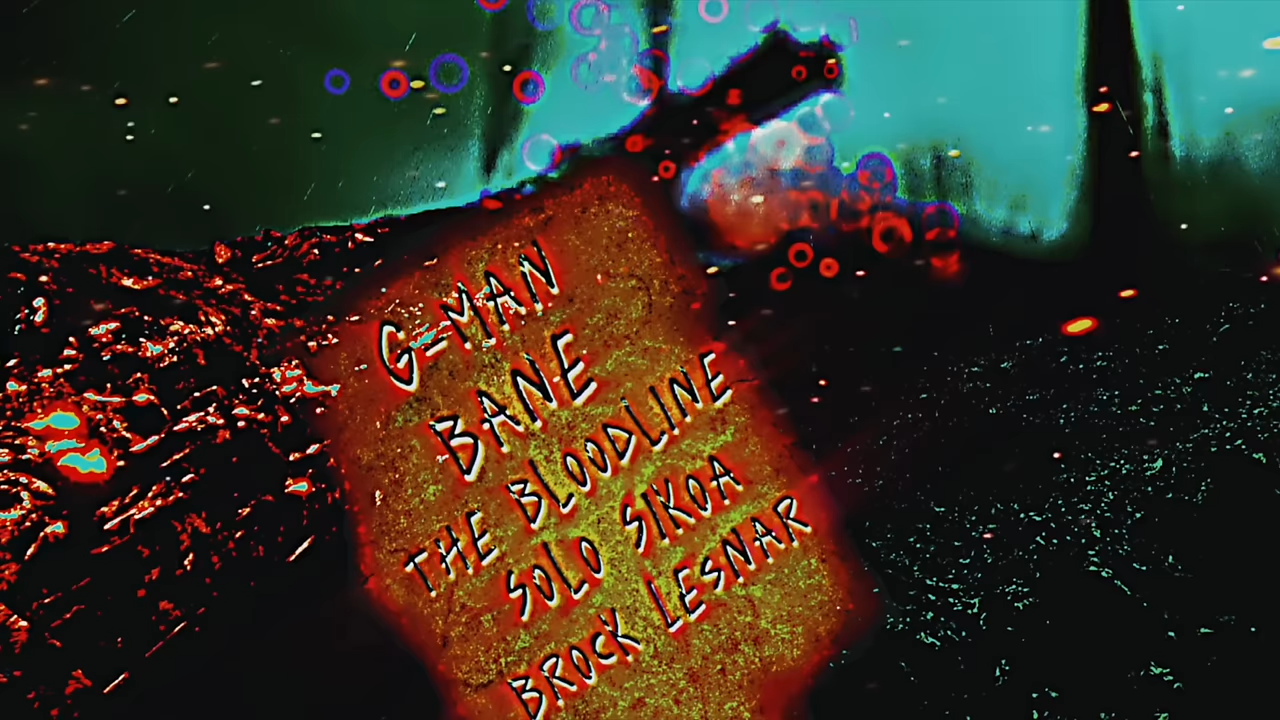 G-MAN
BANE
THE BLOODLINE
SOLO SIKOA
BROCK LESNAR